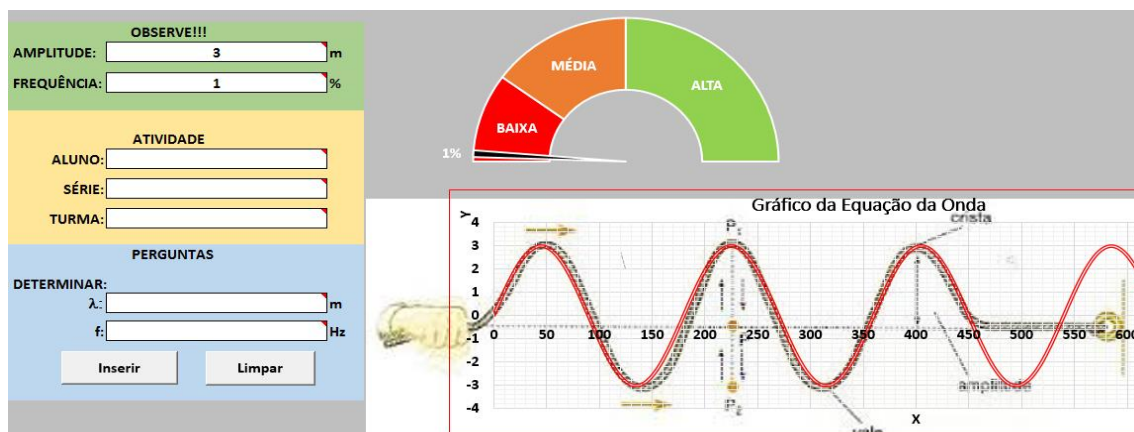 OBSERVE!!!
AMPLITUDE: 3 m
FREQUÊNCIA: 1 %
ATIVIDADE
ALUNO:
SÉRIE:
TURMA:
PERGUNTAS
DETERMINAR:
λ: m
f: Hz
Inserir Limpar
BAIXA
MÉDIA
ALTA
1%
Gráfico da Equação da Onda
Y
crista
4
3
2
1
0
-1
-2
-3
-4
0 50 100 150 200 250 300 350 400 450 500 550 600
amplitude
X
vale